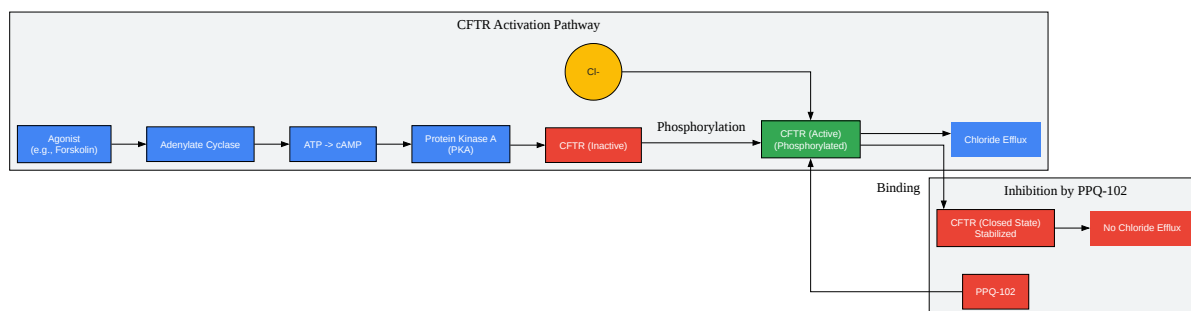 CFTR Activation Pathway
Cl-
Agonist
(e.g., Forskolin)
Adenylate Cyclase
ATP -> cAMP
Protein Kinase A
(PKA)
CFTR (Inactive)
Phosphorylation
CFTR (Active)
(Phosphorylated)
Chloride Efflux
Binding
Inhibition by PPQ-102
CFTR (Closed State)
Stabilized
No Chloride Efflux
PPQ-102